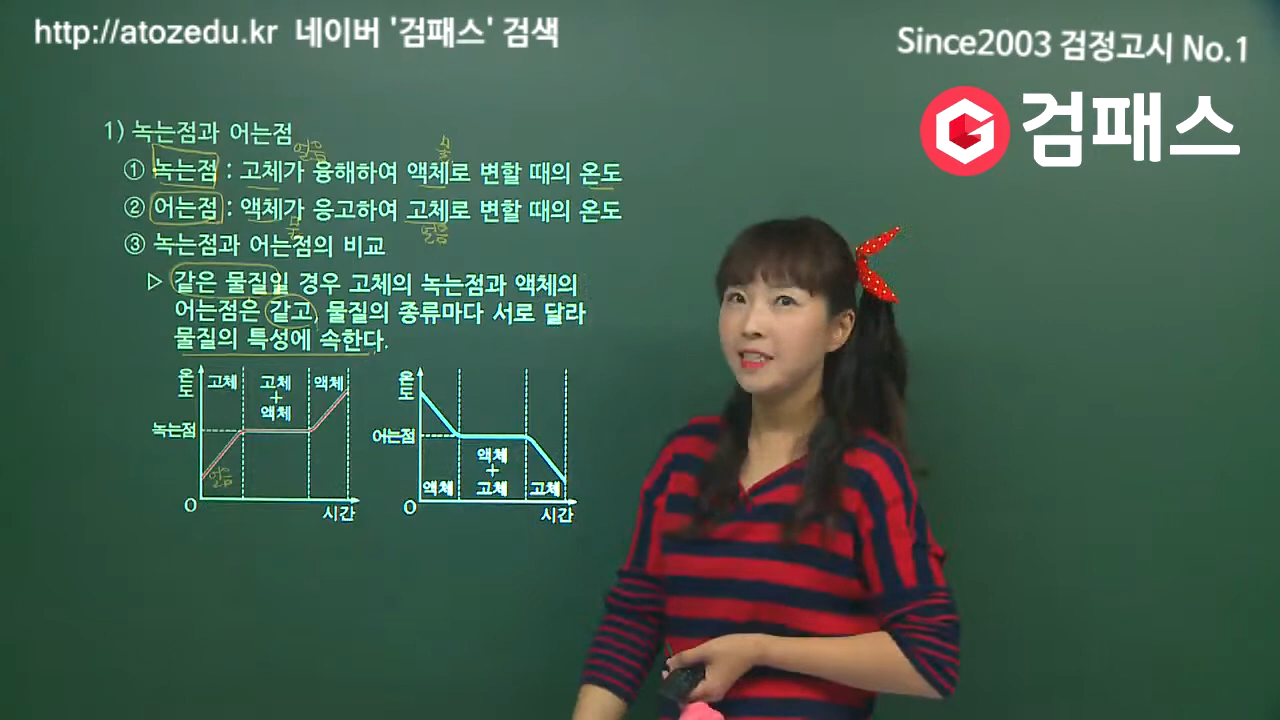 http://atozedu.kr 네이버 '검패스' 검색
Since2003 검정고시 No.1
검패스
1) 녹는점과 어는점
얼음
물
① 녹는점 : 고체가 융해하여 액체로 변할 때의 온도
② 어는점 : 액체가 응고하여 고체로 변할 때의 온도
물
얼음
③ 녹는점과 어는점의 비교
▷ 같은 물질일 경우 고체의 녹는점과 액체의
어는점은 같고, 물질의 종류마다 서로 달라
물질의 특성에 속한다.
온도
고체
고체
+
액체
액체
녹는점
얼음
O
시간
온도
어는점
액체
액체
+
고체
고체
O
시간